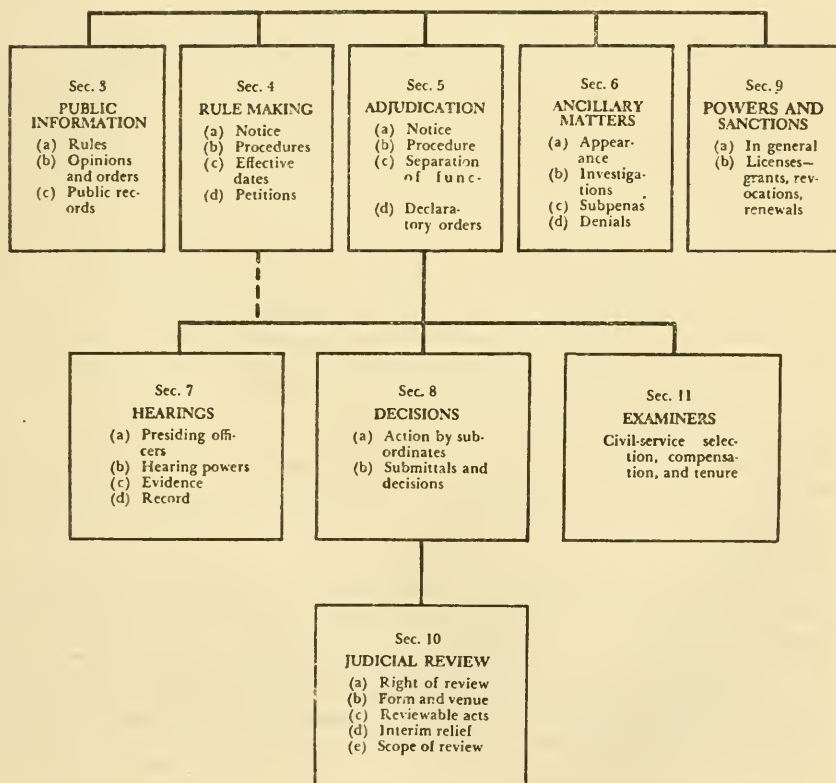 Sec. 3
PUBLIC
INFORMATION
(a) Rules
(b) Opinions
and orders
(c) Public rec-
ords
Sec. 4
RULE MAKING
(a) Notice
(b) Procedures
(c) Effective
dates
(d) Petitions
Sec. 5
ADJUDICATION
(a) Notice
(b) Procedure
(c) Separation
of func-
(d) Declara-
tory orders
Sec. 6
ANCILLARY
MATTERS
(a) Appear-
ance
(b) Investiga-
tions
(c) Subpenas
(d) Denials
Sec. 9
POWERS AND
SANCTIONS
(a) In general
(b) Licenses—
grants, rev-
ocations,
renewals
Sec. 7
HEARINGS
(a) Presiding offi-
cers
(b) Hearing powers
(c) Evidence
(d) Record
Sec. 8
DECISIONS
(a) Action by sub-
ordinates
(b) Submittals and
decisions
Sec. 11
EXAMINERS
Civil-service selec-
tion, compensa-
tion, and tenure
Sec. 10
JUDICIAL REVIEW
(a) Right of review
(b) Form and venue
(c) Reviewable acts
(d) Interim relief
(e) Scope of review